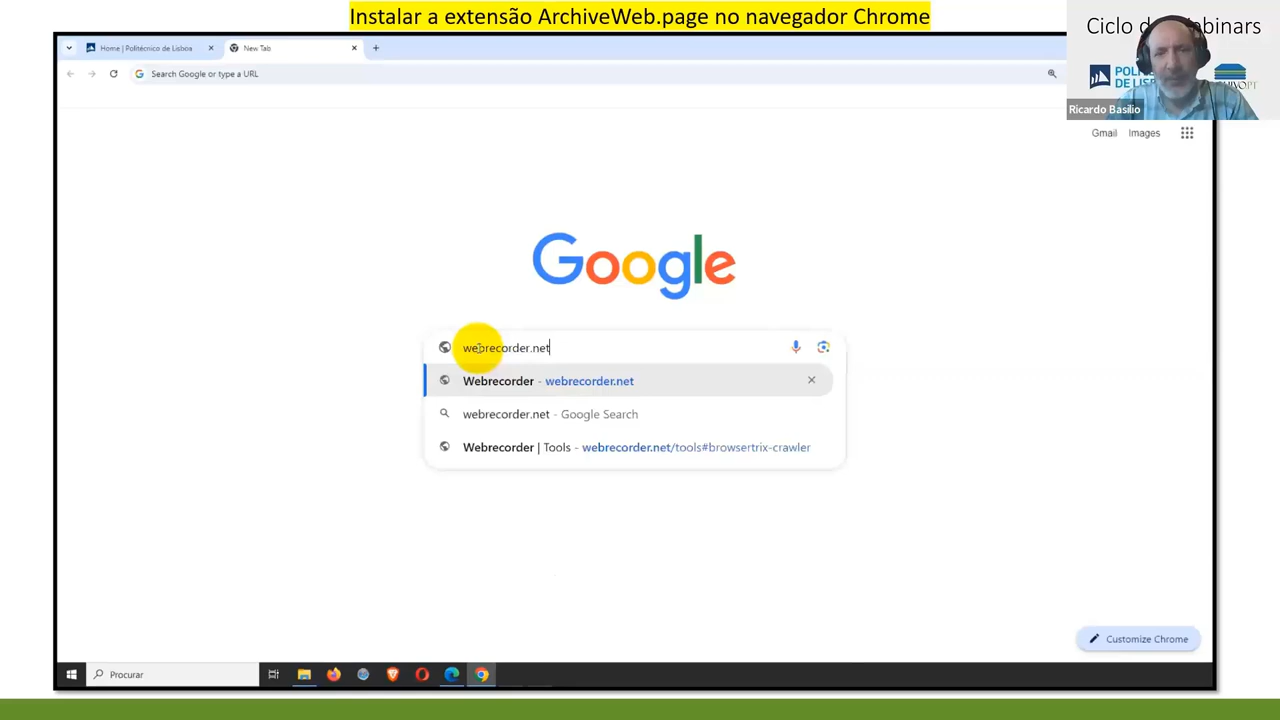 Instalar a extensão ArchiveWeb.page no navegador Chrome
Home | Politécnico de Lisboa
New Tab
Search Google or type a URL
Ricardo Basílio
Gmail
Images
Google
webrecorder.net
Webrecorder - webrecorder.net
webrecorder.net - Google Search
Webrecorder | Tools - webrecorder.net/tools#browsertrix-crawler
Customize Chrome
Procurar